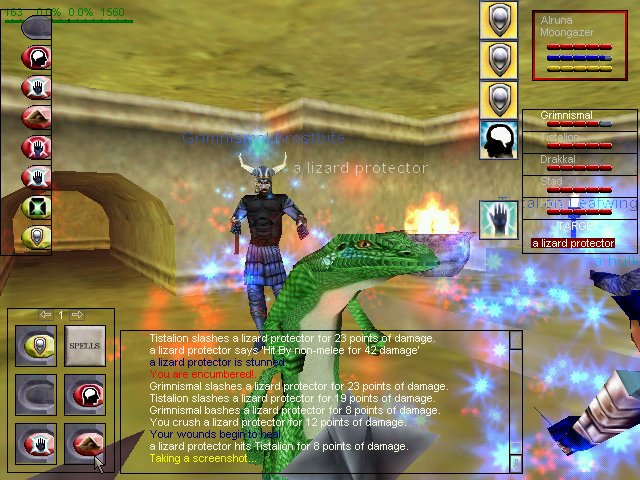 163 0.0% 0.0% 1560
Alruna
Moongazer
Grimnismal
Tistalion
Drakkal
Stad
TARGET
a lizard protector
Grimnismal Frostbite
a lizard protector
1
SPELLS
Tistalion slashes a lizard protector for 23 points of damage.
a lizard protector says 'Hit By non-melee for 42 damage'
a lizard protector is stunned
You are encumbered!
Grimnismal slashes a lizard protector for 23 points of damage.
Tistalion slashes a lizard protector for 19 points of damage.
Grimnismal bashes a lizard protector for 8 points of damage.
You crush a lizard protector for 12 points of damage.
Your wounds begin to heal.
a lizard protector hits Tistalion for 8 points of damage.
Taking a screenshot...